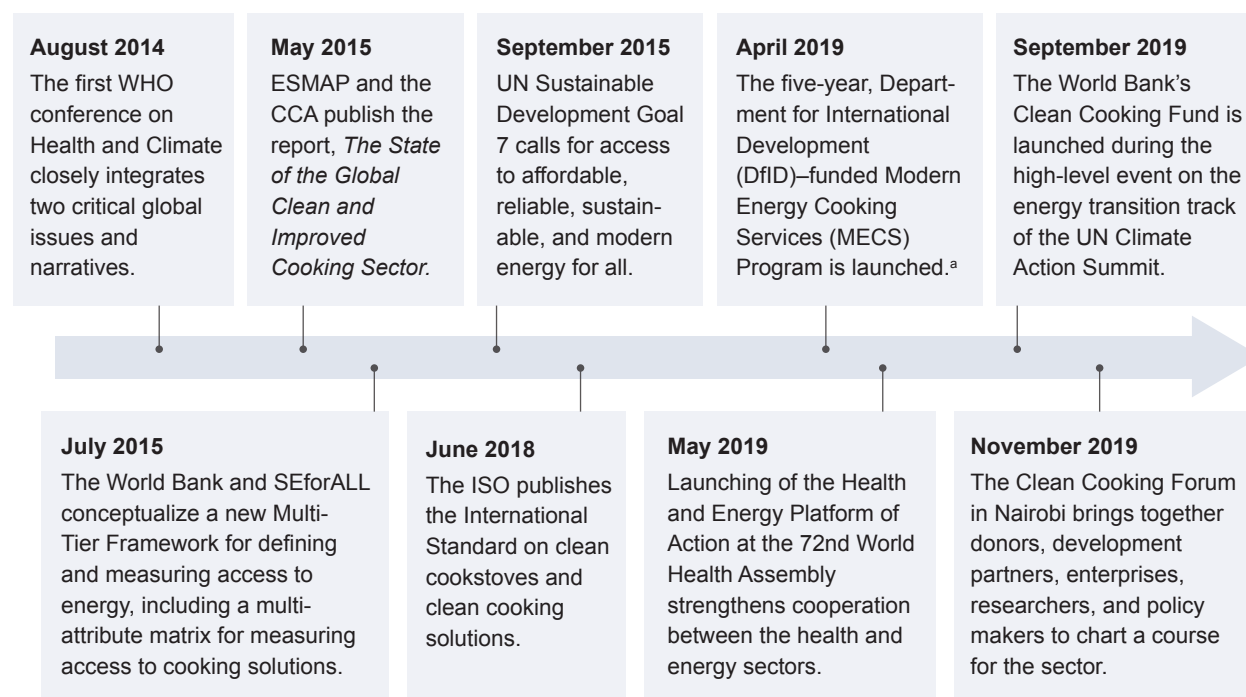 August 2014
The first WHO
conference on
Health and Climate
closely integrates
two critical global
issues and
narratives.
May 2015
ESMAP and the
CCA publish the
report, The State
of the Global
Clean and
Improved
Cooking Sector.
September 2015
UN Sustainable
Development Goal
7 calls for access
to affordable,
reliable, sustain-
able, and modern
energy for all.
April 2019
The five-year, Depart-
ment for International
Development
(DfID)–funded Modern
Energy Cooking
Services (MECS)
Program is launched.ᵃ
September 2019
The World Bank’s
Clean Cooking Fund is
launched during the
high-level event on the
energy transition track
of the UN Climate
Action Summit.
July 2015
The World Bank and SEforALL
conceptualize a new Multi-
Tier Framework for defining
and measuring access to
energy, including a multi-
attribute matrix for measuring
access to cooking solutions.
June 2018
The ISO publishes
the International
Standard on clean
cookstoves and
clean cooking
solutions.
May 2019
Launching of the Health
and Energy Platform of
Action at the 72nd World
Health Assembly
strengthens cooperation
between the health and
energy sectors.
November 2019
The Clean Cooking Forum
in Nairobi brings together
donors, development
partners, enterprises,
researchers, and policy
makers to chart a course
for the sector.